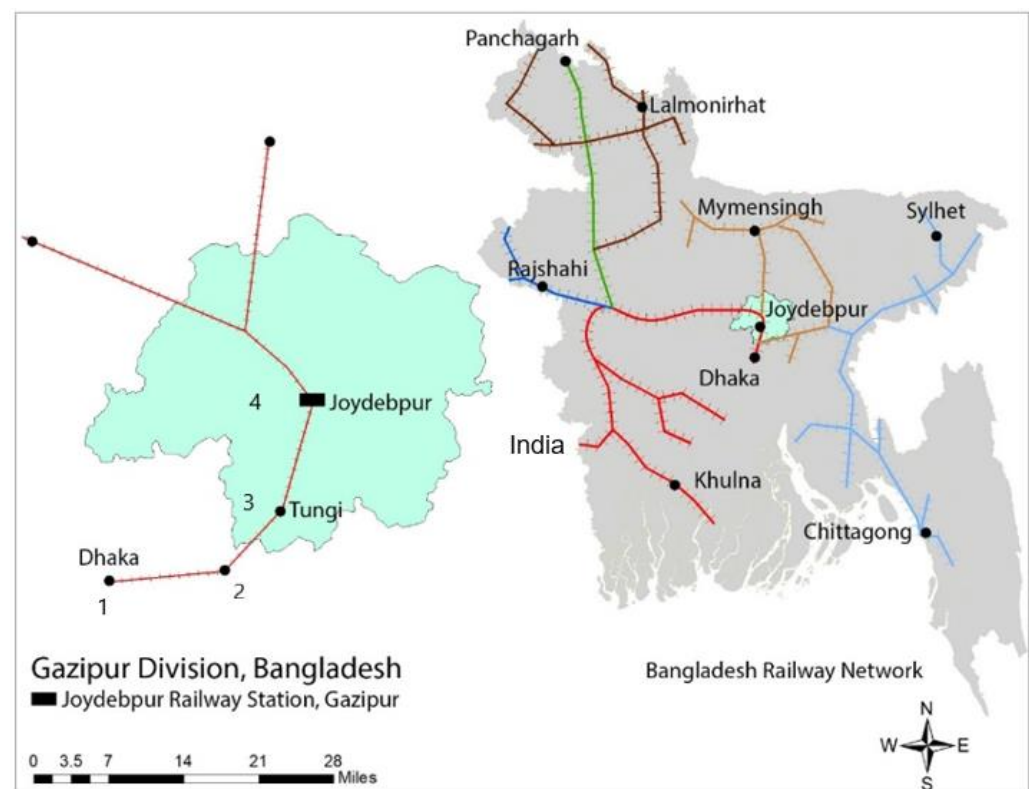 Panchagarh
Lalmonirhat
Mymensingh
Sylhet
Rajshahi
Joydebpur
Dhaka
India
Khulna
Chittagong
4
Joydebpur
3
Tungi
Dhaka
1
2
Gazipur Division, Bangladesh
Joydebpur Railway Station, Gazipur
Bangladesh Railway Network
0 3.5 7 14 21 28
Miles
N
W E
S